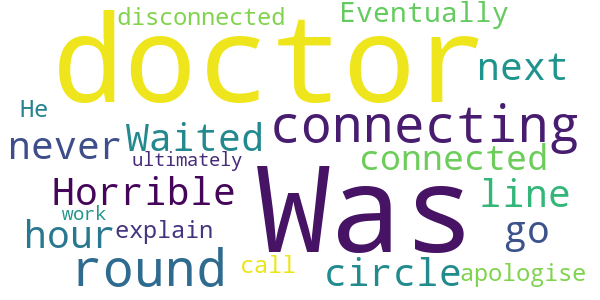 disconnected Eventually
doctor
next
He
connecting
never Waited
ultimately
connected
Horrible
Was
line
work
hour explain
go
round
call
circle
apologise